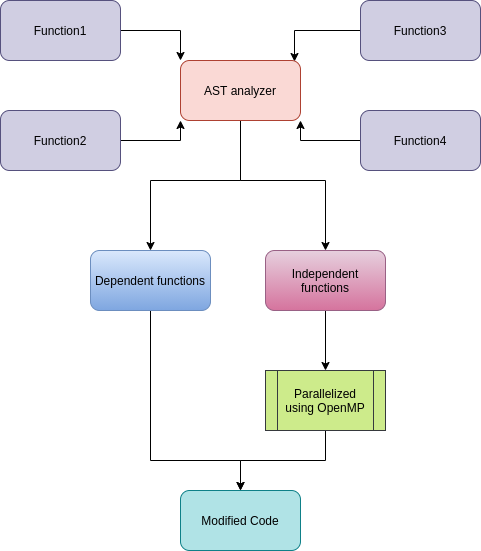 Function1
Function3
AST analyzer
Function2
Function4
Dependent functions
Independent
functions
Parallelized
using OpenMP
Modified Code